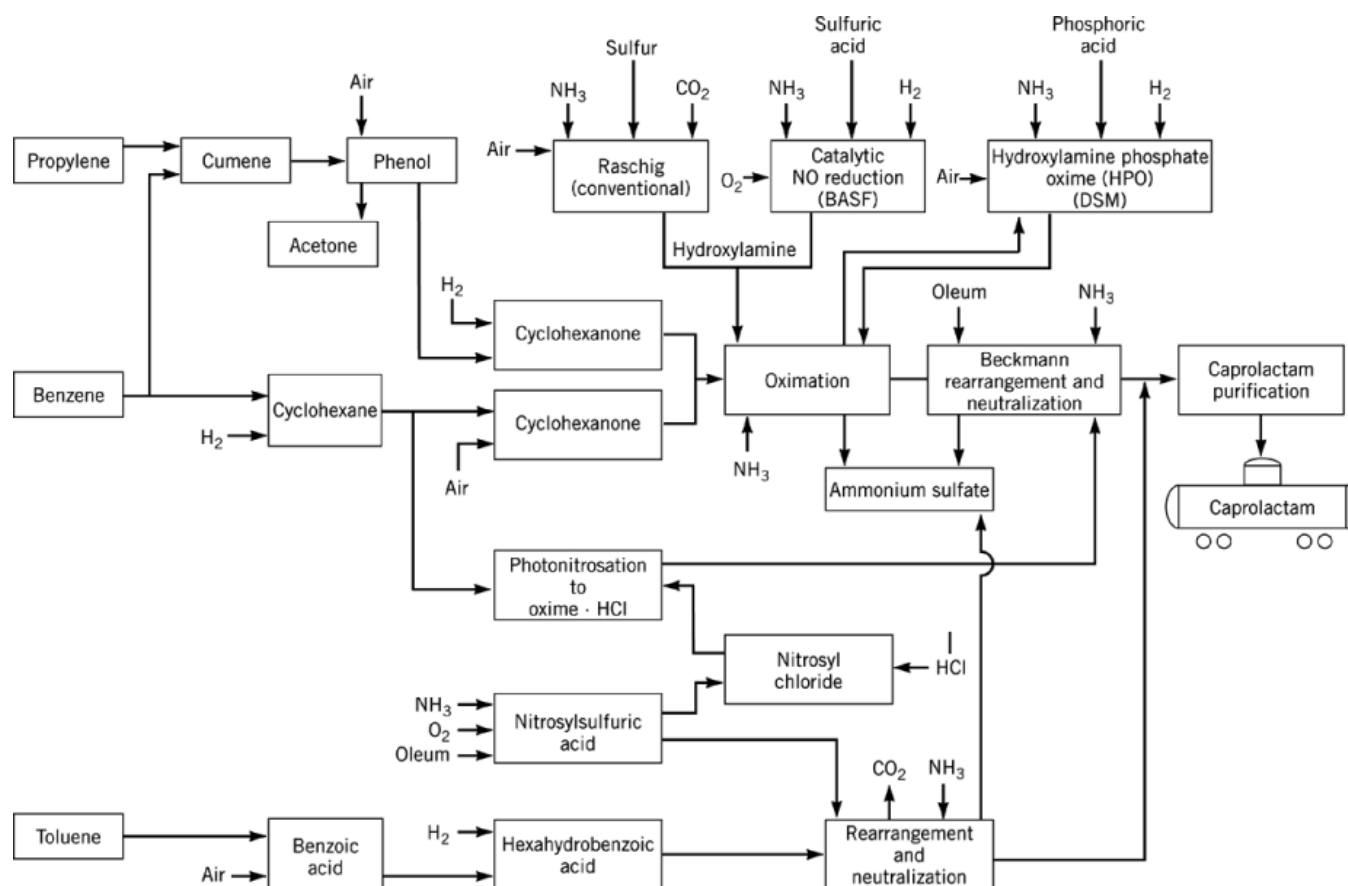 Sulfur
Sulfuric
acid
Phosphoric
acid
Air
NH3
CO2
NH3
H2
NH3
H2
Propylene
Cumene
Phenol
Air
Raschig
(conventional)
O2
Catalytic
NO reduction
(BASF)
Air
Hydroxylamine phosphate
oxime (HPO)
(DSM)
Acetone
Hydroxylamine
H2
Cyclohexanone
Oleum
NH3
Benzene
H2
Cyclohexane
Cyclohexanone
Air
Oximation
NH3
Beckmann
rearrangement and
neutralization
Caprolactam
purification
Ammonium sulfate
Caprolactam
Photonitrosation
to
oxime · HCl
Nitrosyl
chloride
HCl
NH3
O2
Oleum
Nitrosylsulfuric
acid
CO2
NH3
Toluene
Air
Benzoic
acid
H2
Hexahydrobenzoic
acid
Rearrangement
and
neutralization